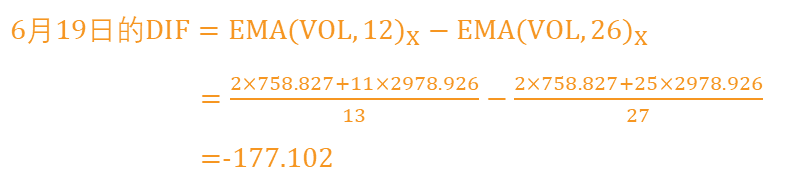 6月19日的DIF = EMA(VOL, 12)X − EMA(VOL, 26)X
= (2×758.827+11×2978.926)/13 − (2×758.827+25×2978.926)/27
=-177.102